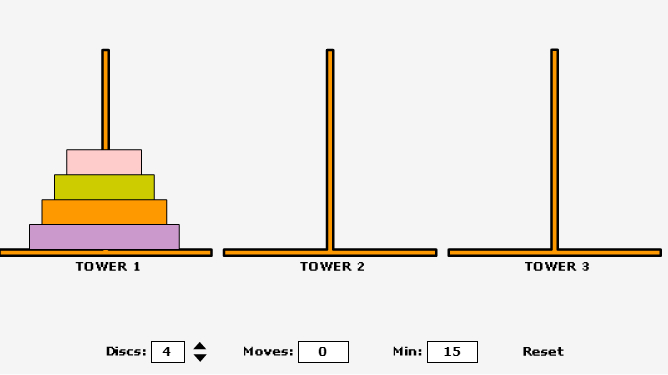 TOWER 1 TOWER 2 TOWER 3
Discs: 4 Moves: 0 Min: 15 Reset